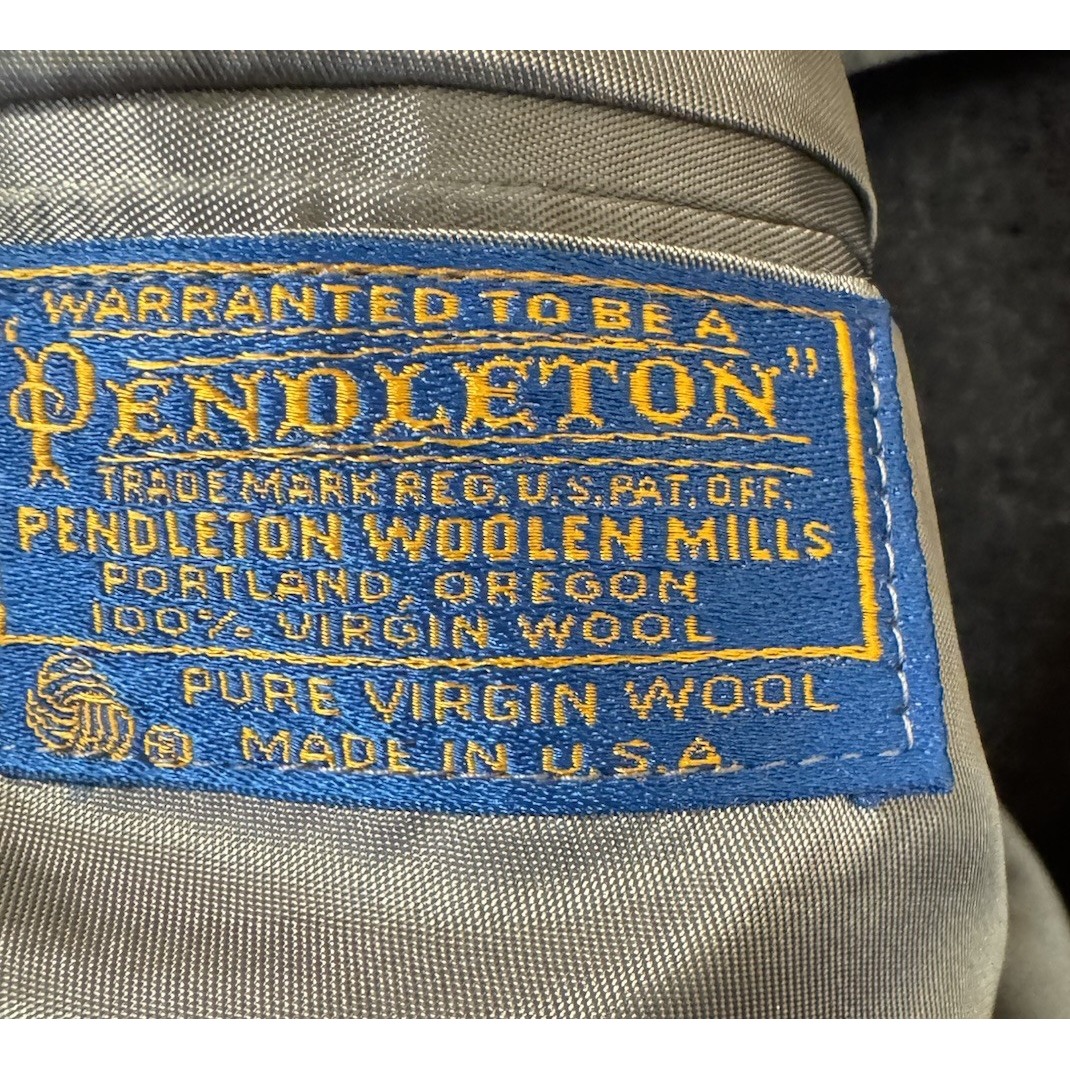 WARRANTED TO BE A
"PENDLETON"
TRADE MARK REG. U.S. PAT. OFF.
PENDLETON WOOLEN MILLS
PORTLAND, OREGON
100% VIRGIN WOOL
PURE VIRGIN WOOL
MADE IN U.S.A.